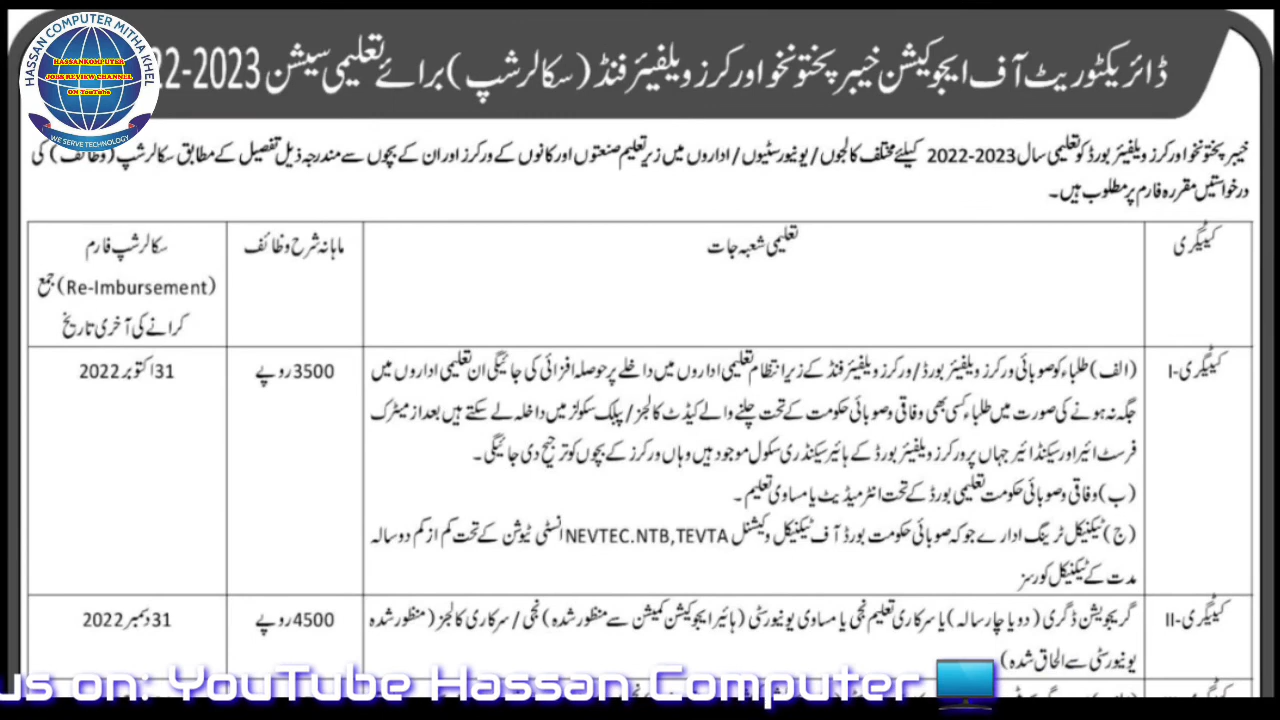 HASSAN COMPUTER MITHA KHEL
HASSANKOMPUTER
JOBS REVIEW CHANNEL
ON YouTube
WE SERVE TECHNOLOGY
ڈائریکٹوریٹ آف ایجوکیشن خیبر پختونخوا ورکرز ویلفیئر فنڈ (سکالرشپ) برائے تعلیمی سیشن 22-2023
خیبر پختونخوا ورکرز ویلفیئر بورڈ کو تعلیمی سال 2023-2022 کیلئے مختلف کالجوں/یونیورسٹیوں/اداروں میں زیر تعلیم صنعتوں اور کانوں کے ورکرز اور ان کے بچوں سے مندرجہ ذیل تفصیل کے مطابق سکالرشپ (وظائف) کی
درخواستیں مقررہ فارم پر مطلوب ہیں۔
کیٹیگری
تعلیمی شعبہ جات
ماہانہ شرح وظائف
سکالرشپ فارم
(Re-Imbursement) جمع
کرانے کی آخری تاریخ
کیٹیگری-I
(الف) طلباء کو صوبائی ورکرز ویلفیئر بورڈ/ورکرز ویلفیئر فنڈ کے زیر انتظام تعلیمی اداروں میں داخلے پر حوصلہ افزائی کی جائیگی ان تعلیمی اداروں میں
جگہ نہ ہونے کی صورت میں طلباء کسی بھی وفاقی و صوبائی حکومت کے تحت چلنے والے کیڈٹ کالجز/پبلک سکولز میں داخلہ لے سکتے ہیں بعد از میٹرک
فرسٹ ائیر اور سیکنڈ ائیر جہاں پر ورکرز ویلفیئر بورڈ کے ہائیر سیکنڈری سکول موجود ہیں وہاں ورکرز کے بچوں کو ترجیح دی جائیگی۔
(ب) وفاقی و صوبائی حکومت تعلیمی بورڈ کے تحت انٹرمیڈیٹ یا مساوی تعلیم۔
(ج) ٹیکنیکل ٹریننگ ادارے جو کہ صوبائی حکومت بورڈ آف ٹیکنیکل وکیشنل NEVTEC.NTB,TEVTA انسٹی ٹیوشن کے تحت کم از کم دو سالہ
مدت کے ٹیکنیکل کورسز
3500 روپے
31 اکتوبر 2022
کیٹیگری-II
گریجویشن ڈگری (دو یا چار سالہ) یا سرکاری تعلیم نجی یا مساوی یونیورسٹی (ہائیر ایجوکیشن کمیشن سے منظور شدہ) نجی/سرکاری کالجز (منظور شدہ
یونیورسٹی سے الحاق شدہ)
4500 روپے
31 دسمبر 2022
us on: YouTube Hassan Computer